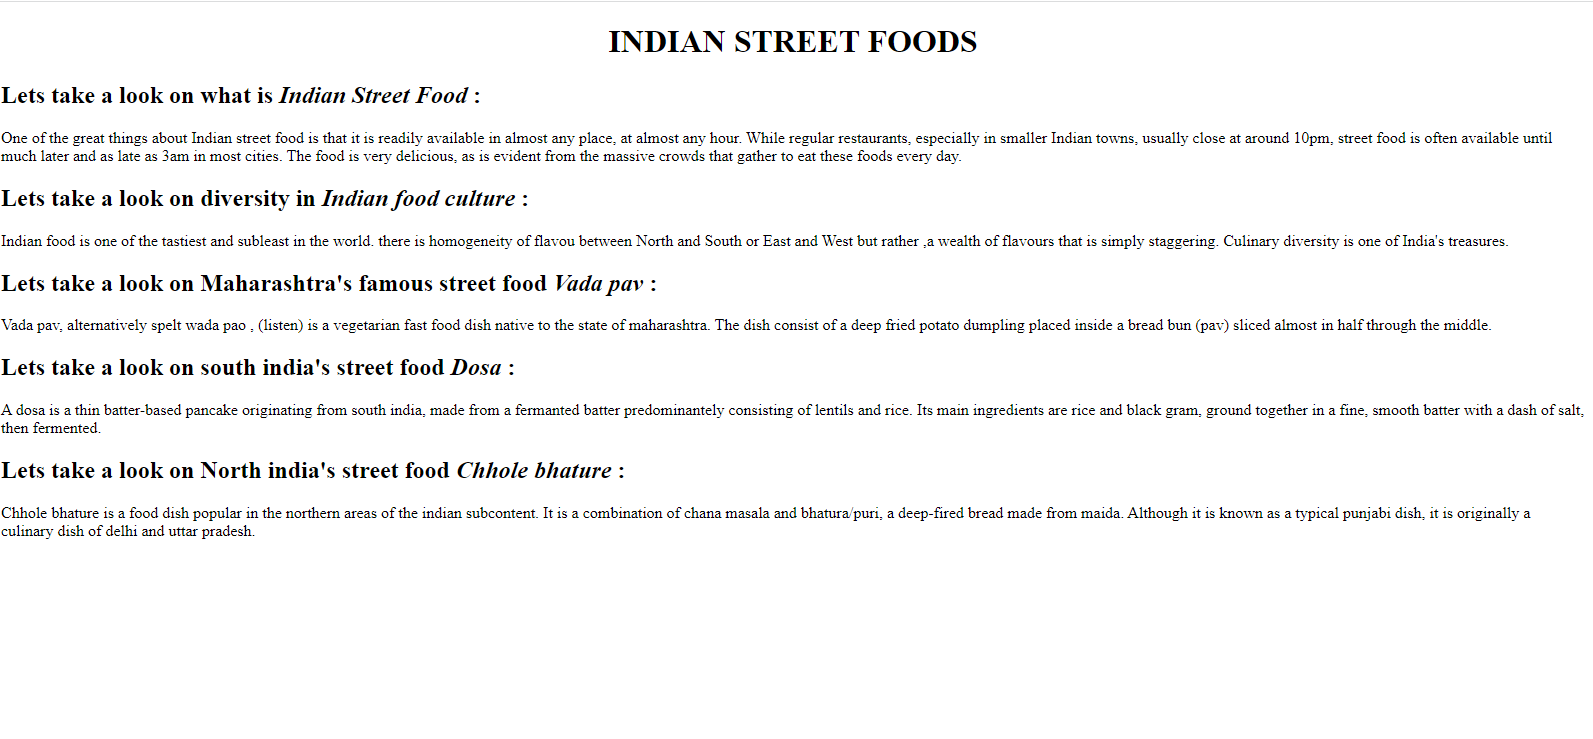 INDIAN STREET FOODS
Lets take a look on what is Indian Street Food :
One of the great things about Indian street food is that it is readily available in almost any place, at almost any hour. While regular restaurants, especially in smaller Indian towns, usually close at around 10pm, street food is often available until
much later and as late as 3am in most cities. The food is very delicious, as is evident from the massive crowds that gather to eat these foods every day.
Lets take a look on diversity in Indian food culture :
Indian food is one of the tastiest and subleast in the world. there is homogeneity of flavou between North and South or East and West but rather ,a wealth of flavours that is simply staggering. Culinary diversity is one of India's treasures.
Lets take a look on Maharashtra's famous street food Vada pav :
Vada pav, alternatively spelt wada pao , (listen) is a vegetarian fast food dish native to the state of maharashtra. The dish consist of a deep fried potato dumpling placed inside a bread bun (pav) sliced almost in half through the middle.
Lets take a look on south india's street food Dosa :
A dosa is a thin batter-based pancake originating from south india, made from a fermanted batter predominantely consisting of lentils and rice. Its main ingredients are rice and black gram, ground together in a fine, smooth batter with a dash of salt,
then fermented.
Lets take a look on North india's street food Chhole bhature :
Chhole bhature is a food dish popular in the northern areas of the indian subcontent. It is a combination of chana masala and bhatura/puri, a deep-fired bread made from maida. Although it is known as a typical punjabi dish, it is originally a
culinary dish of delhi and uttar pradesh.